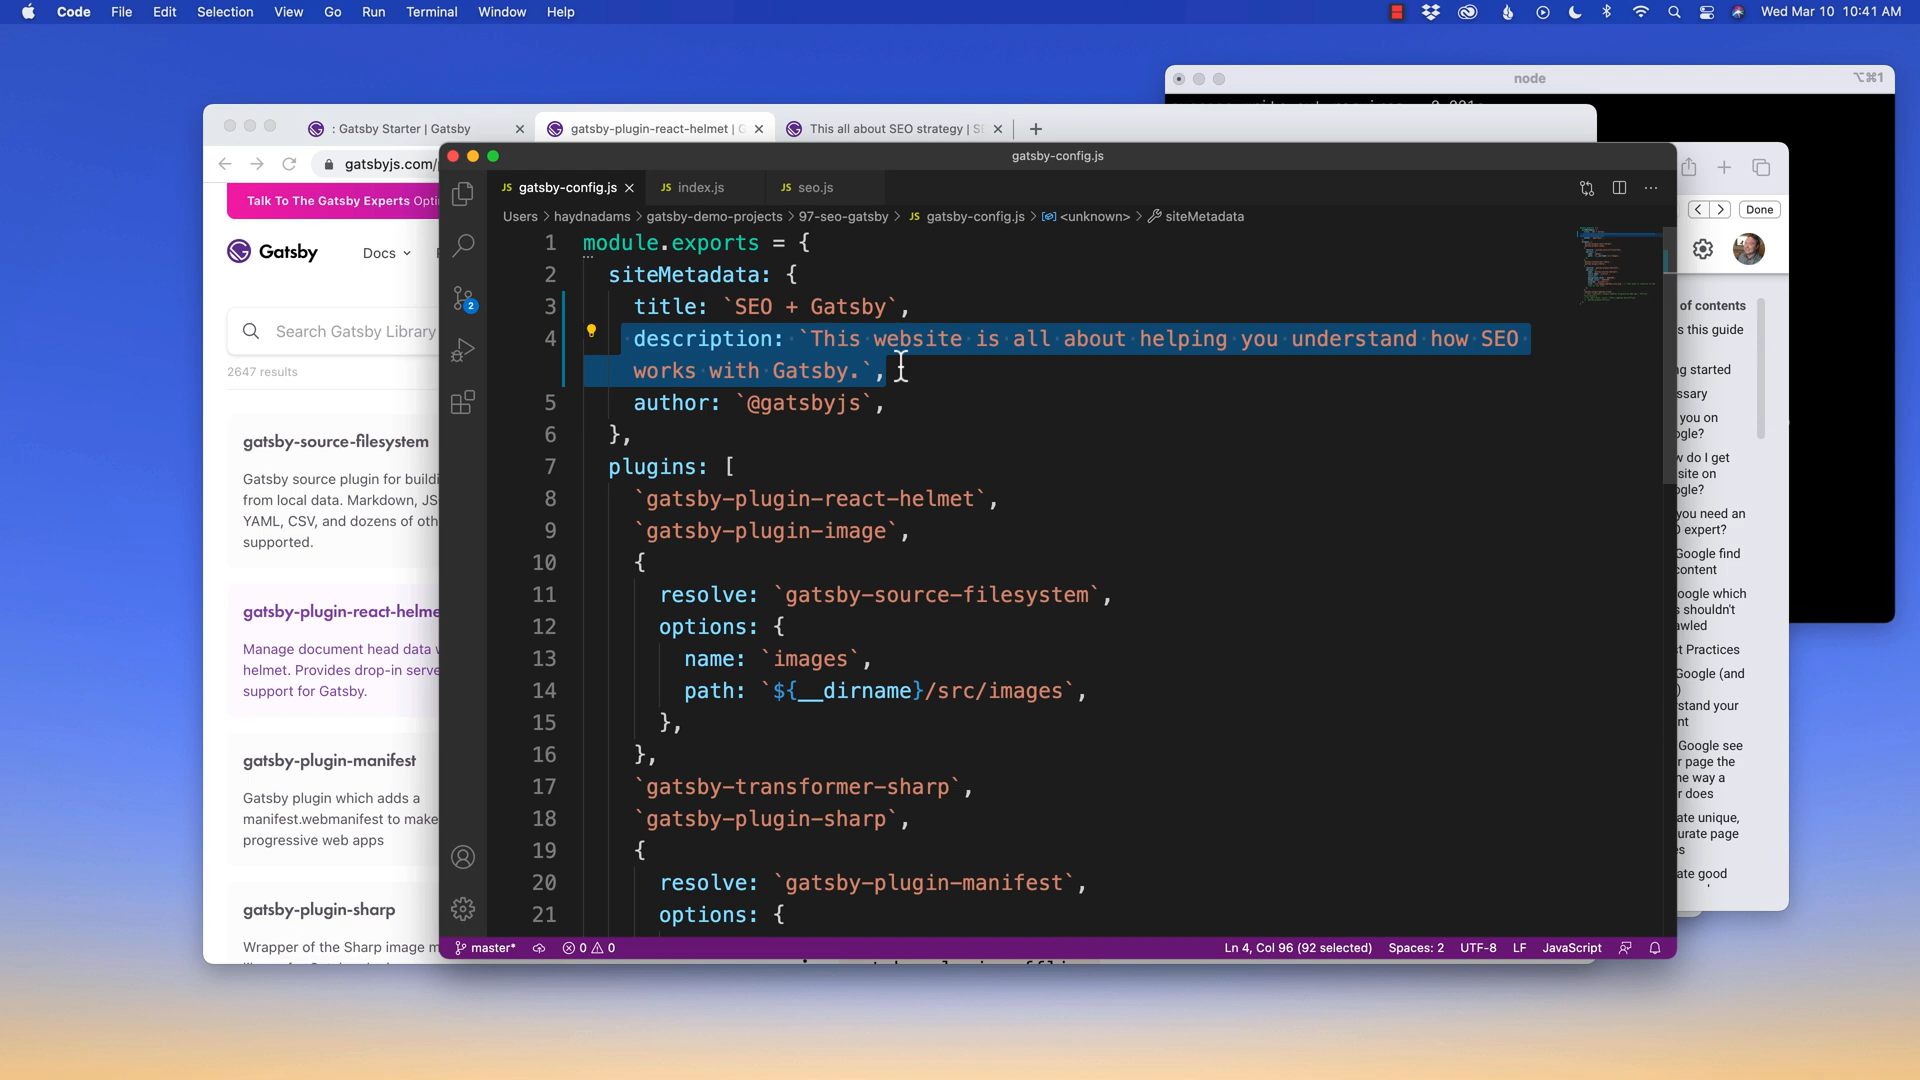 Code File Edit Selection View Go Run Terminal Window Help
Wed Mar 10 10:41 AM
node
⌥⌘1
: Gatsby Starter | Gatsby
gatsby-plugin-react-helmet | G
This all about SEO strategy | SE
gatsbyjs.com/
Talk To The Gatsby Experts
Gatsby
Docs
Search Gatsby Library
2647 results
gatsby-source-filesystem
Gatsby source plugin for buildi
from local data. Markdown, JS
YAML, CSV, and dozens of oth
supported.
gatsby-plugin-react-helme
Manage document head data w
helmet. Provides drop-in serve
support for Gatsby.
gatsby-plugin-manifest
Gatsby plugin which adds a
manifest.webmanifest to make
progressive web apps
gatsby-plugin-sharp
Wrapper of the Sharp image m
gatsby-config.js
JS gatsby-config.js
JS index.js
JS seo.js
Users > haydnadams > gatsby-demo-projects > 97-seo-gatsby > JS gatsby-config.js > <unknown> > siteMetadata
1 module.exports = {
2 siteMetadata: {
3 title: `SEO + Gatsby`,
4 description: `This website is all about helping you understand how SEO
works with Gatsby.`,
5 author: `@gatsbyjs`,
6 },
7 plugins: [
8 `gatsby-plugin-react-helmet`,
9 `gatsby-plugin-image`,
10 {
11 resolve: `gatsby-source-filesystem`,
12 options: {
13 name: `images`,
14 path: `${__dirname}/src/images`,
15 },
16 },
17 `gatsby-transformer-sharp`,
18 `gatsby-plugin-sharp`,
19 {
20 resolve: `gatsby-plugin-manifest`,
21 options: {
2
master* 0 0
Ln 4, Col 96 (92 selected) Spaces: 2 UTF-8 LF JavaScript
Done
of contents
s this guide
g started
ssary
you on
gle?
w do I get
site on
gle?
you need an
expert?
Google find
content
oogle which
s shouldn't
awled
t Practices
Google (and
)
stand your
nt
Google see
r page the
ne way a
r does
ate unique,
urate page
es
ate good